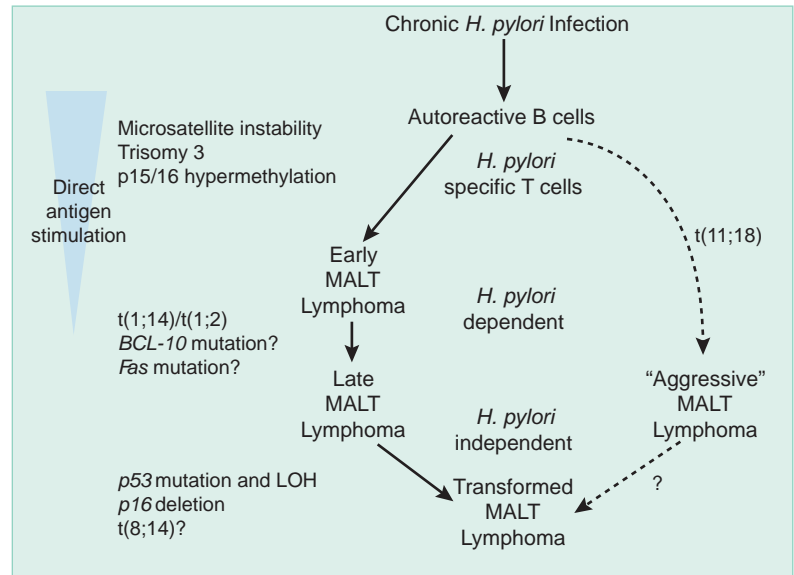 Chronic H. pylori Infection
Autoreactive B cells
Microsatellite instability
Trisomy 3
p15/16 hypermethylation
H. pylori
specific T cells
Direct
antigen
stimulation
t(11;18)
Early
MALT
Lymphoma
H. pylori
dependent
t(1;14)/t(1;2)
BCL-10 mutation?
Fas mutation?
Late
MALT
Lymphoma
"Aggressive"
MALT
Lymphoma
H. pylori
independent
p53 mutation and LOH
p16 deletion
t(8;14)?
Transformed
MALT
Lymphoma
?